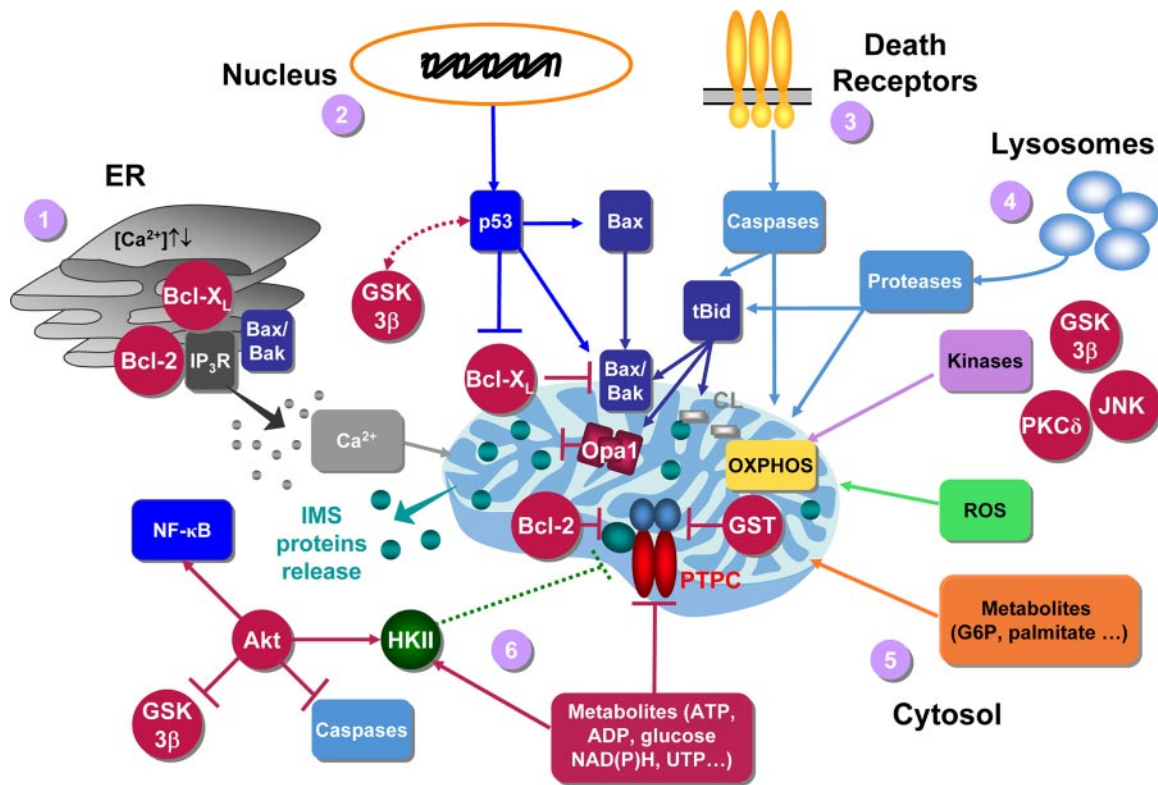 Nucleus
2
Death
Receptors
3
Lysosomes
4
ER
1
[Ca²⁺]↑↓
Bcl-X_L
Bcl-2
IP₃R
Bax/
Bak
p53
Bax
Caspases
Proteases
tBid
GSK
3β
GSK
3β
Kinases
JNK
PKCδ
Bcl-X_L
Bax/
Bak
CL
Ca²⁺
Opa1
OXPHOS
ROS
NF-κB
IMS
proteins
release
Bcl-2
GST
PTPC
Metabolites
(G6P, palmitate ...)
Akt
HKII
6
5
Cytosol
GSK
3β
Caspases
Metabolites (ATP,
ADP, glucose
NAD(P)H, UTP...)